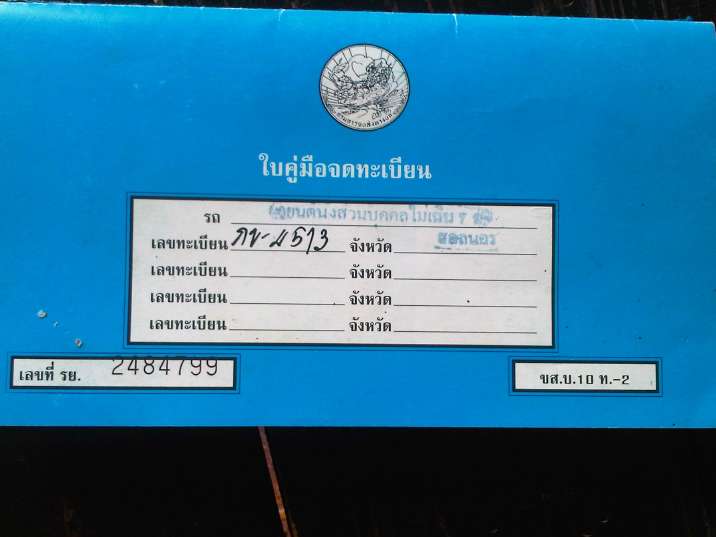 ใบคู่มือจดทะเบียน
รถ รถยนต์นั่งส่วนบุคคลไม่เกิน 7 คน
เลขทะเบียน กข-4513 จังหวัด สกลนคร
เลขทะเบียน จังหวัด
เลขทะเบียน จังหวัด
เลขทะเบียน จังหวัด
เลขที่ รย. 2484799
ขส.บ.10 ท.-2